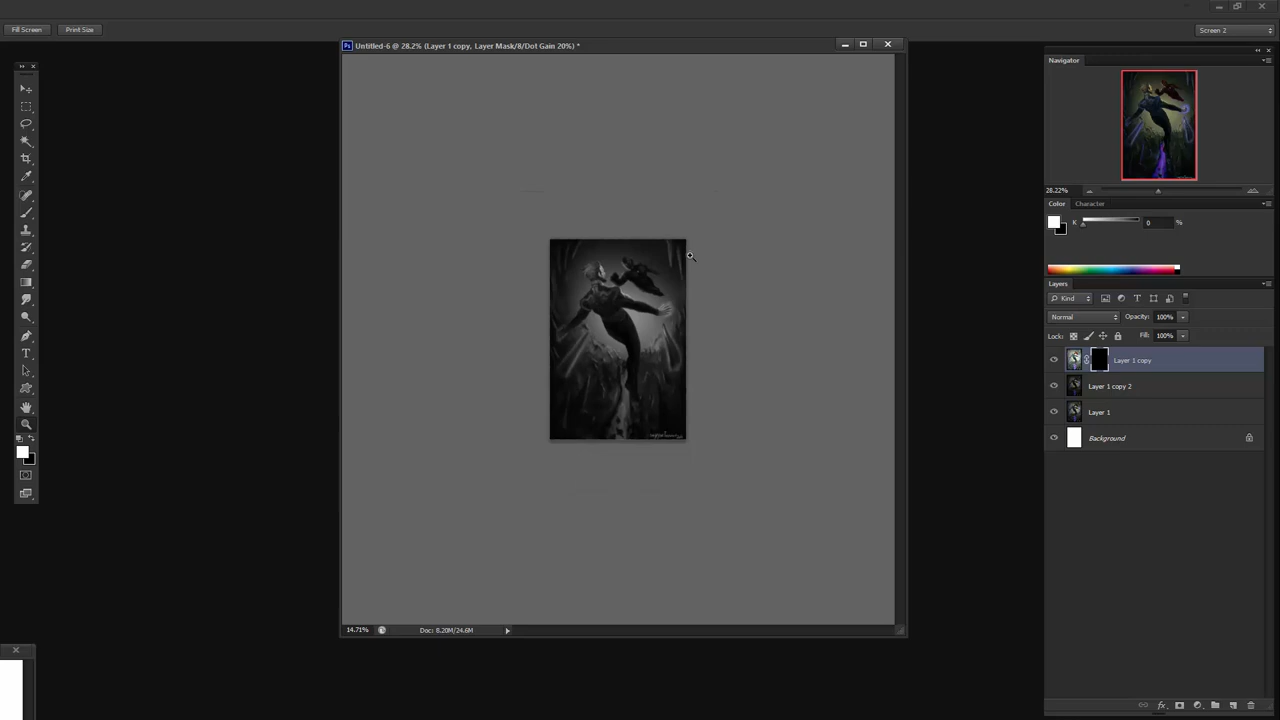 Fill Screen
Print Size
Screen 2
Ps
Untitled-6 @ 28.2% (Layer 1 copy, Layer Mask/8/Dot Gain 20%) *
Navigator
28.22%
Color
Character
K
0
%
Layers
Kind
Normal
Opacity:
100%
Lock:
Fill:
100%
Layer 1 copy
Layer 1 copy 2
Layer 1
Background
14.71%
Doc: 8.20M/24.6M